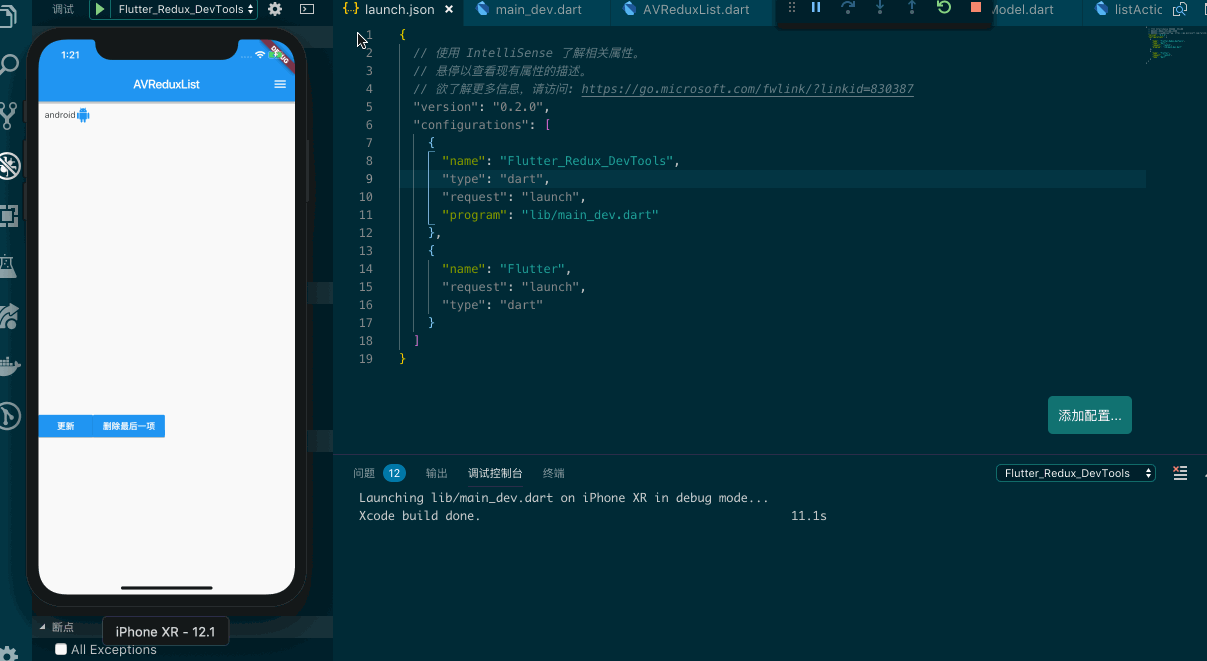 调试
Flutter_Redux_DevTools
launch.json
main_dev.dart
AVReduxList.dart
Model.dart
listActic
1:21
DEBUG
AVReduxList
android
更新
删除最后一项
iPhone XR - 12.1
断点
All Exceptions
1 {
2 // 使用 IntelliSense 了解相关属性。
3 // 悬停以查看现有属性的描述。
4 // 欲了解更多信息，请访问: https://go.microsoft.com/fwlink/?linkid=830387
5 "version": "0.2.0",
6 "configurations": [
7 {
8 "name": "Flutter_Redux_DevTools",
9 "type": "dart",
10 "request": "launch",
11 "program": "lib/main_dev.dart"
12 },
13 {
14 "name": "Flutter",
15 "request": "launch",
16 "type": "dart"
17 }
18 ]
19 }
添加配置...
问题 12 输出 调试控制台 终端
Flutter_Redux_DevTools
Launching lib/main_dev.dart on iPhone XR in debug mode...
Xcode build done. 11.1s